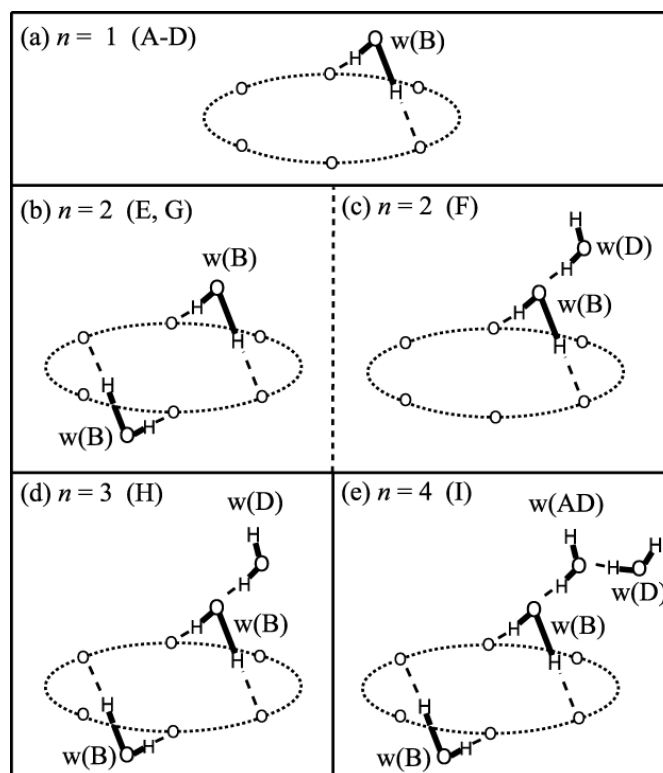 (a) n = 1 (A-D)
O w(B)
H
O H O
O
O O
O
(b) n = 2 (E, G)
w(B)
O
H
O
O H O
H
O O O
w(B) O H
(c) n = 2 (F)
H
O w(D)
H
O
H w(B)
O H O
O
O O
O
(d) n = 3 (H)
w(D)
H
O
H
O
H w(B)
O
O H O
H
O O O
w(B) O H
(e) n = 4 (I)
w(AD)
H H
O H O
H w(D)
O
H w(B)
O
O H O
H
O O O
w(B) O H